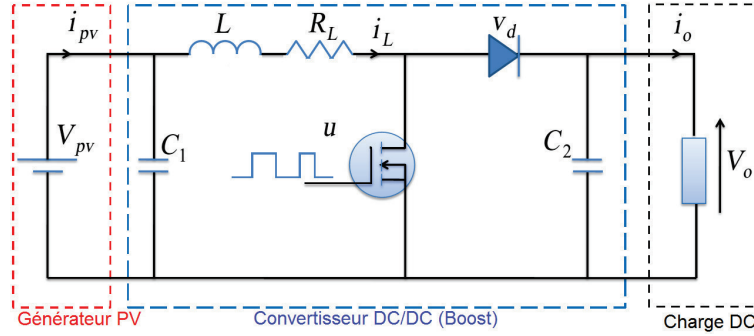 i_pv
L
R_L
i_L
v_d
i_o
V_pv
C_1
u
C_2
V_o
Générateur PV
Convertisseur DC/DC (Boost)
Charge DC